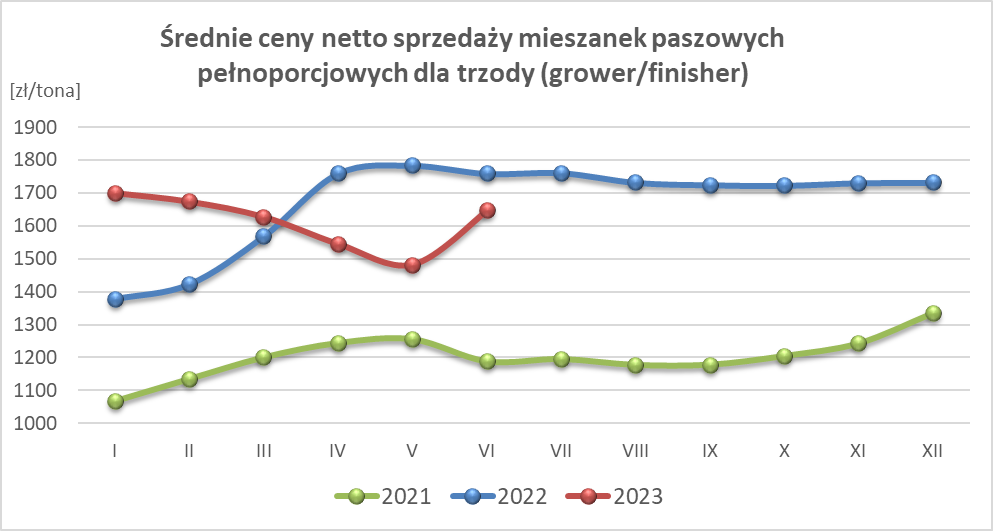 Średnie ceny netto sprzedaży mieszanek paszowych
pełnoporcjowych dla trzody (grower/finisher)
[zł/tona]
1900
1800
1700
1600
1500
1400
1300
1200
1100
1000
I II III IV V VI VII VIII IX X XI XII
2021 2022 2023